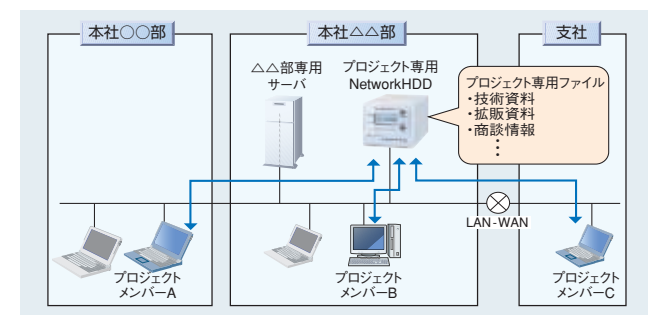 本社○○部
本社△△部
支社
△△部専用
サーバ
プロジェクト専用
NetworkHDD
プロジェクト専用ファイル
・技術資料
・拡販資料
・商談情報
⋮
LAN-WAN
プロジェクト
メンバーA
プロジェクト
メンバーB
プロジェクト
メンバーC